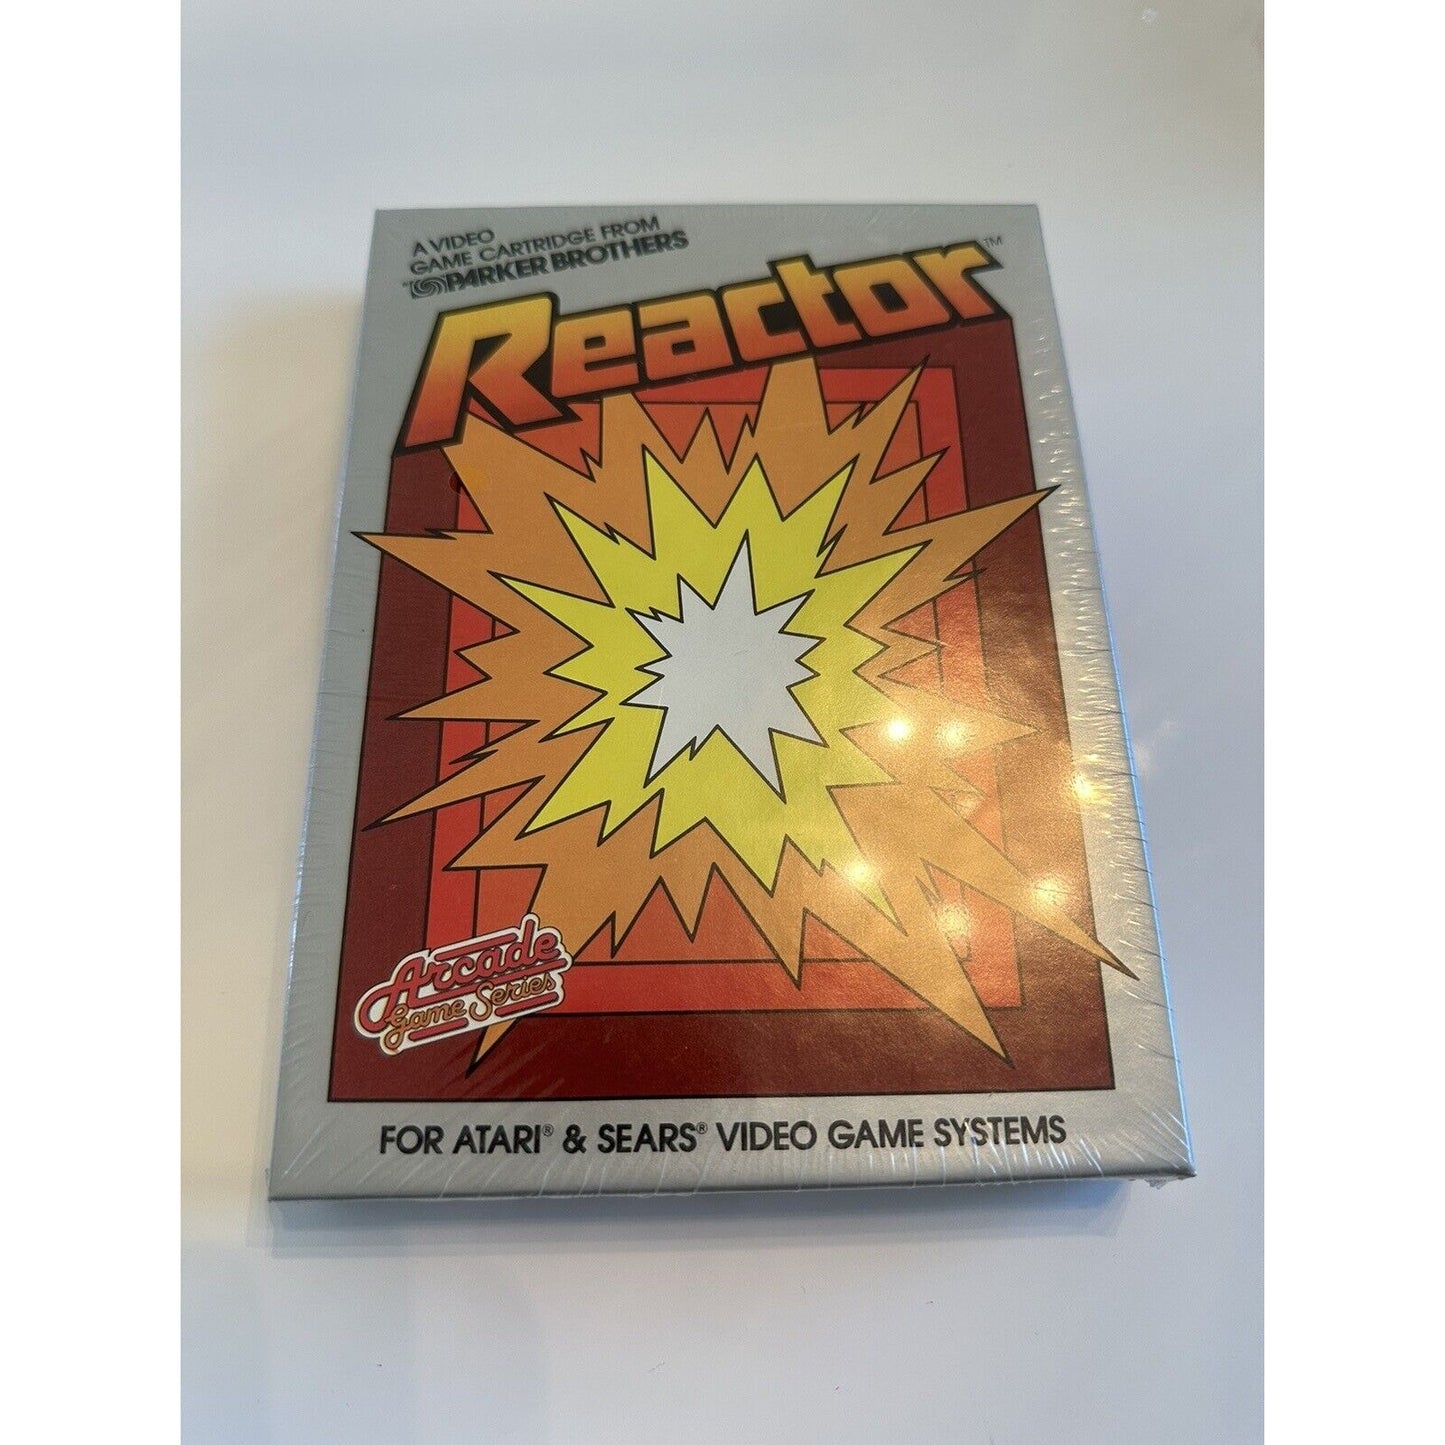 A VIDEO
GAME CARTRIDGE FROM
PARKER BROTHERS
Reactor™
Arcade
Game Series
FOR ATARI® & SEARS® VIDEO GAME SYSTEMS